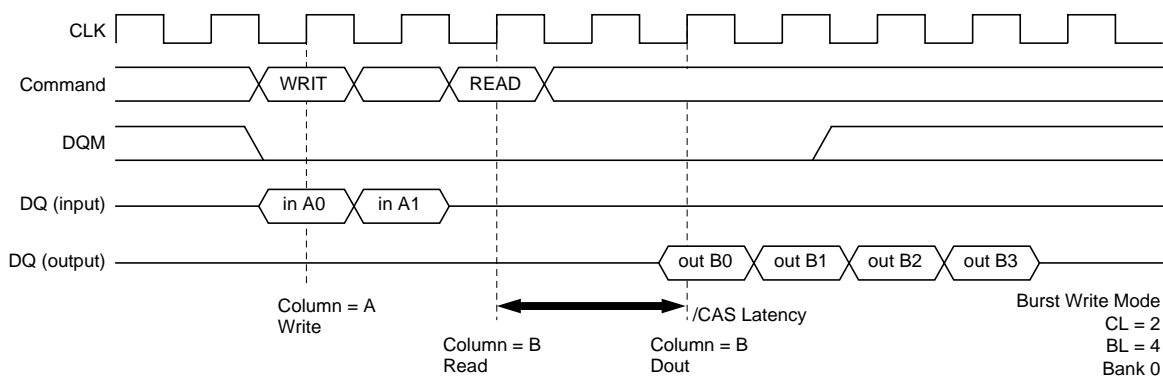 CLK
Command
WRIT
READ
DQM
DQ (input)
in A0
in A1
DQ (output)
out B0
out B1
out B2
out B3
Column = A
Write
/CAS Latency
Column = B
Read
Column = B
Dout
Burst Write Mode
CL = 2
BL = 4
Bank 0